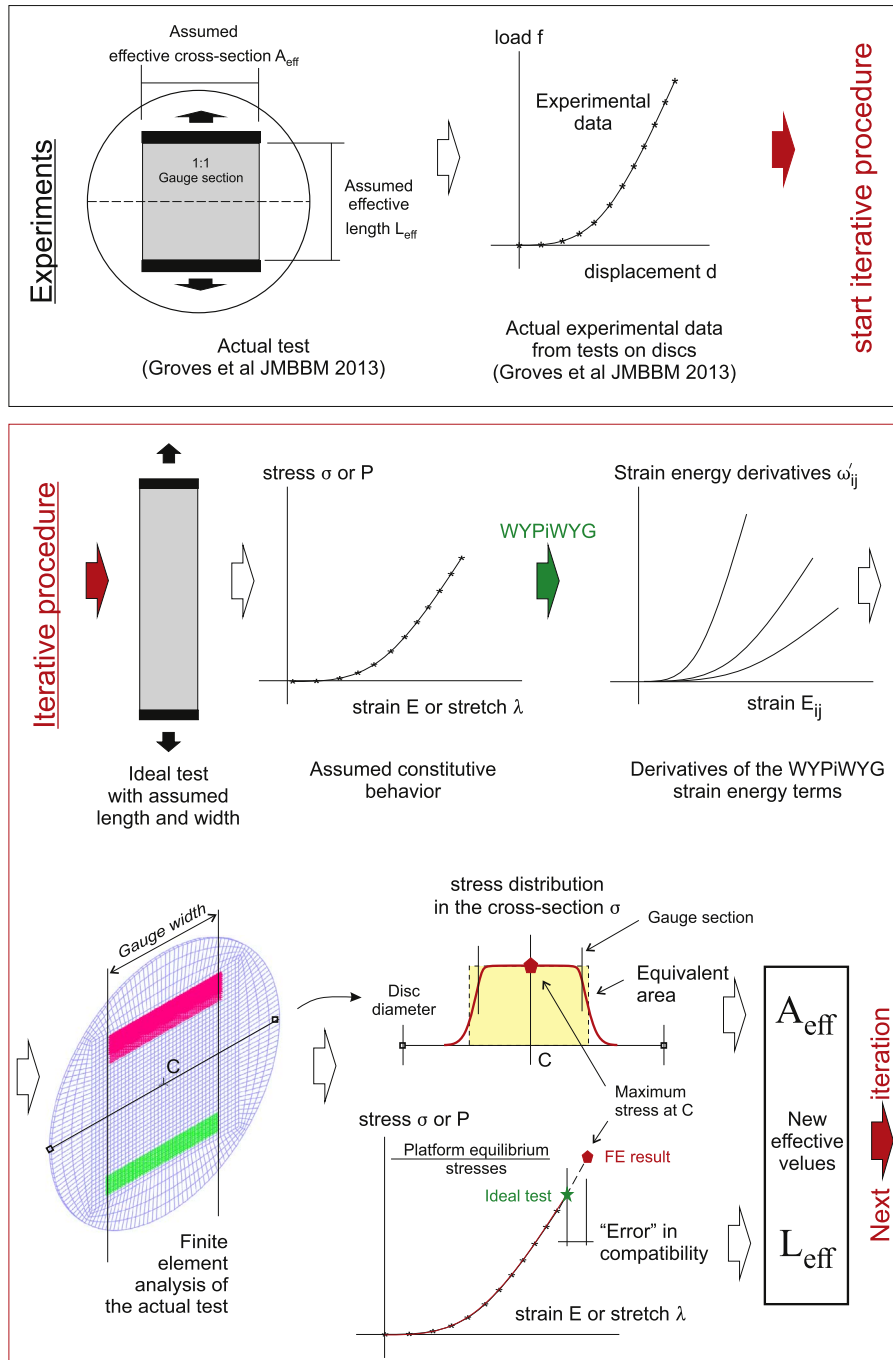 Experiments
Assumed
effective cross-section A_eff
1:1
Gauge section
Assumed
effective
length L_eff
Actual test
(Groves et al JMBBM 2013)
load f
Experimental
data
displacement d
Actual experimental data
from tests on discs
(Groves et al JMBBM 2013)
start iterative procedure
Iterative procedure
Ideal test
with assumed
length and width
stress σ or P
strain E or stretch λ
Assumed constitutive
behavior
WYPiWYG
Strain energy derivatives ω′_ij
strain E_ij
Derivatives of the WYPiWYG
strain energy terms
Gauge width
C
Finite
element
analysis of
the actual test
stress distribution
in the cross-section σ
Gauge section
Equivalent
area
Disc
diameter
C
Maximum
stress at C
stress σ or P
Platform equilibrium
stresses
FE result
Ideal test
“Error” in
compatibility
strain E or stretch λ
A_eff
New
effective
velues
L_eff
Next iteration